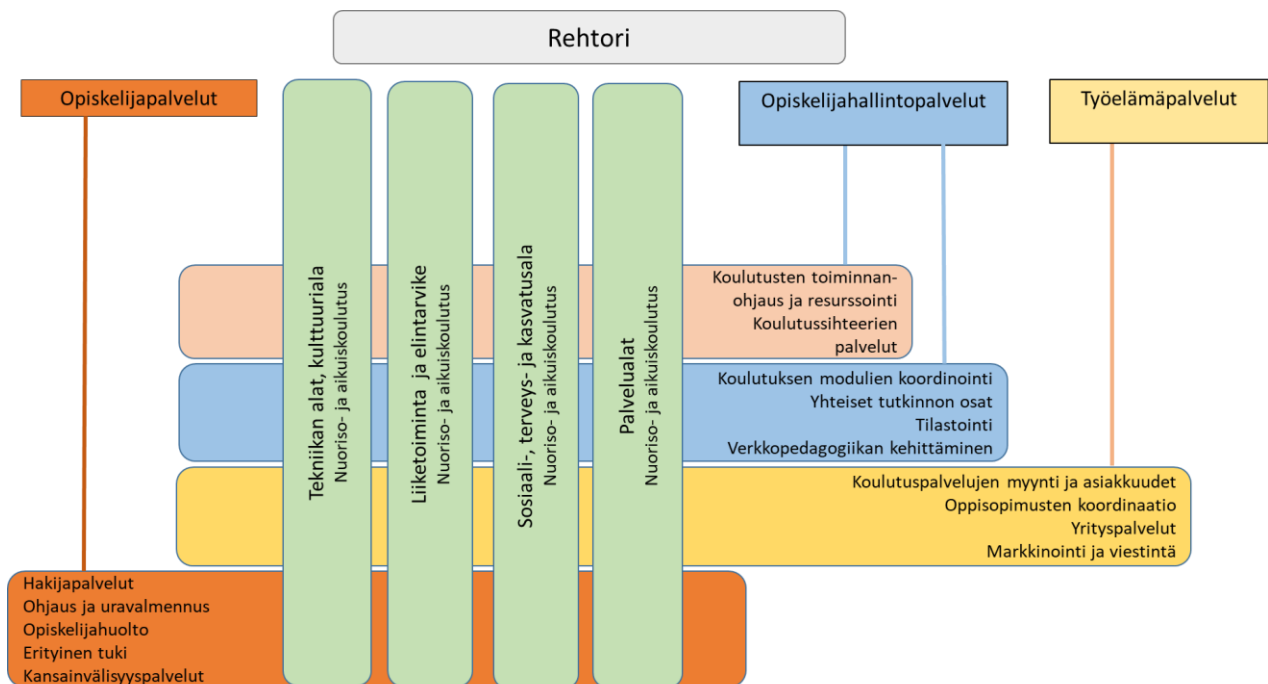 Rehtori
Opiskelijapalvelut
Opiskelijahallintopalvelut
Työelämäpalvelut
Tekniikan alat, kulttuuriala
Nuoriso- ja aikuiskoulutus
Liiketoiminta ja elintarvike
Nuoriso- ja aikuiskoulutus
Sosiaali-, terveys- ja kasvatusala
Nuoriso- ja aikuiskoulutus
Palvelualat
Nuoriso- ja aikuiskoulutus
Koulutusten toiminnan-
ohjaus ja resurssointi
Koulutussihteerien
palvelut
Koulutuksen modulien koordinointi
Yhteiset tutkinnon osat
Tilastointi
Verkkopedagogiikan kehittäminen
Koulutuspalvelujen myynti ja asiakkuudet
Oppisopimusten koordinaatio
Yrityspalvelut
Markkinointi ja viestintä
Hakijapalvelut
Ohjaus ja uravalmennus
Opiskelijahuolto
Erityinen tuki
Kansainvälisyyspalvelut